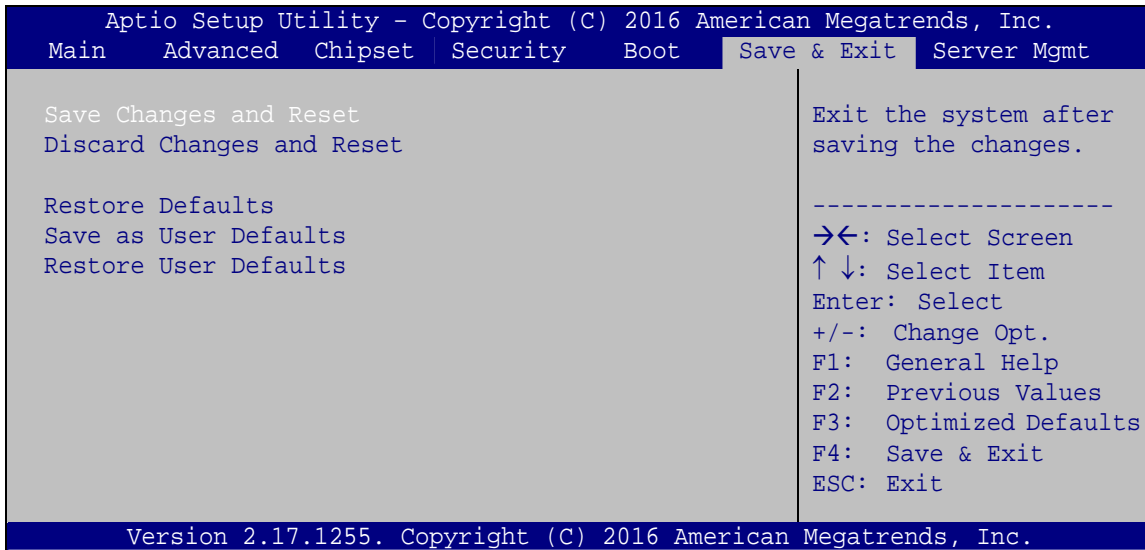 Aptio Setup Utility – Copyright (C) 2016 American Megatrends, Inc.
Main Advanced Chipset Security Boot Save & Exit Server Mgmt
Save Changes and Reset
Discard Changes and Reset
Restore Defaults
Save as User Defaults
Restore User Defaults
Exit the system after
saving the changes.
---------------------
→←: Select Screen
↑ ↓: Select Item
Enter: Select
+/-: Change Opt.
F1: General Help
F2: Previous Values
F3: Optimized Defaults
F4: Save & Exit
ESC: Exit
Version 2.17.1255. Copyright (C) 2016 American Megatrends, Inc.